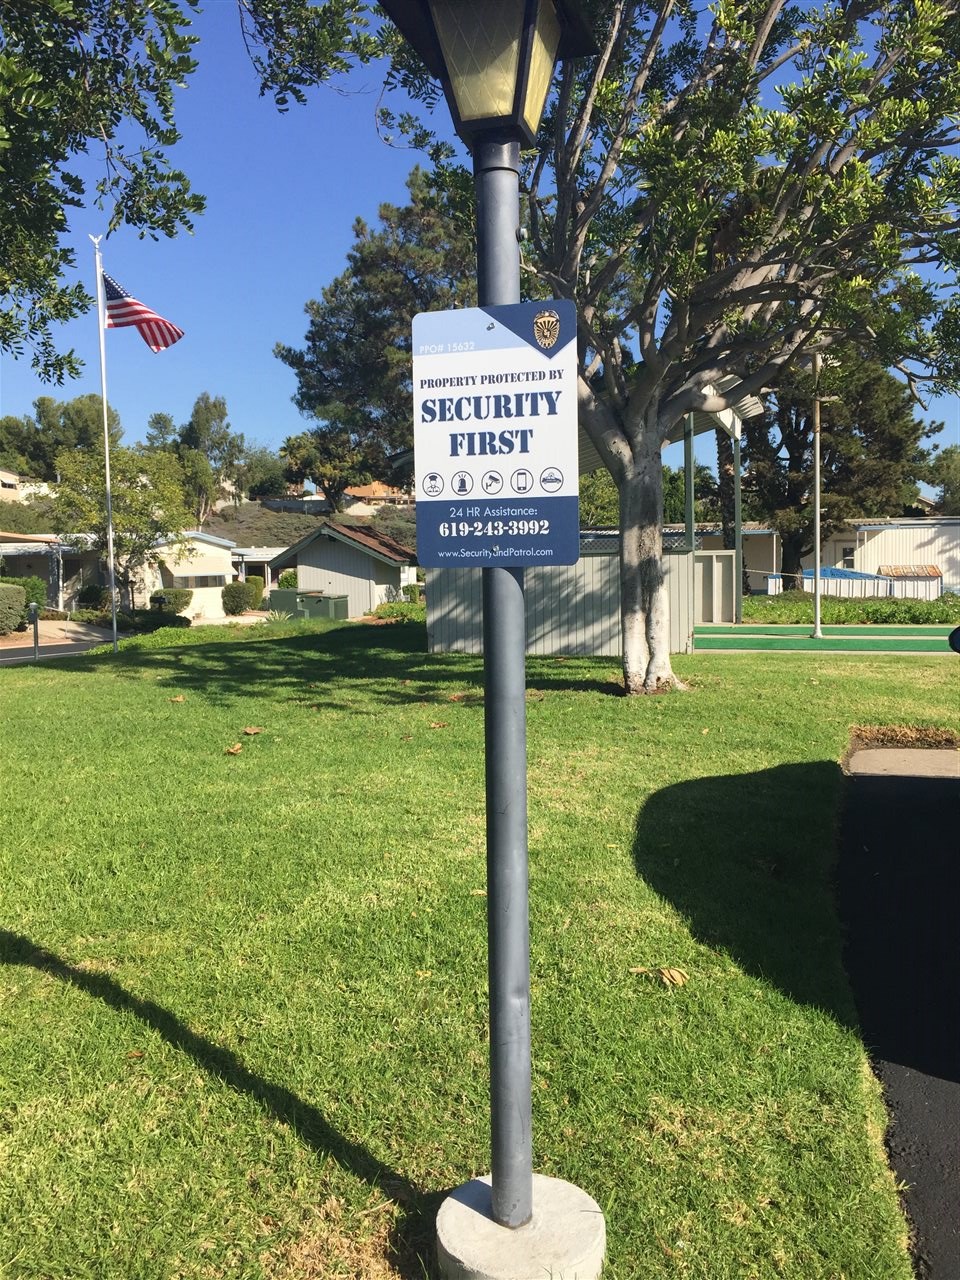 PPO# 15632
PROPERTY PROTECTED BY
SECURITY
FIRST
24 HR Assistance:
619-243-3992
www.SecurityandPatrol.com